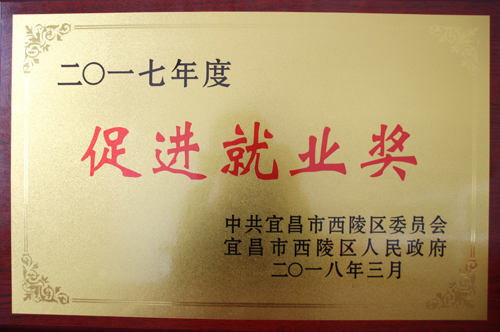 二〇一七年度
促进就业奖
中共宜昌市西陵区委员会
宜昌市西陵区人民政府
二〇一八年三月